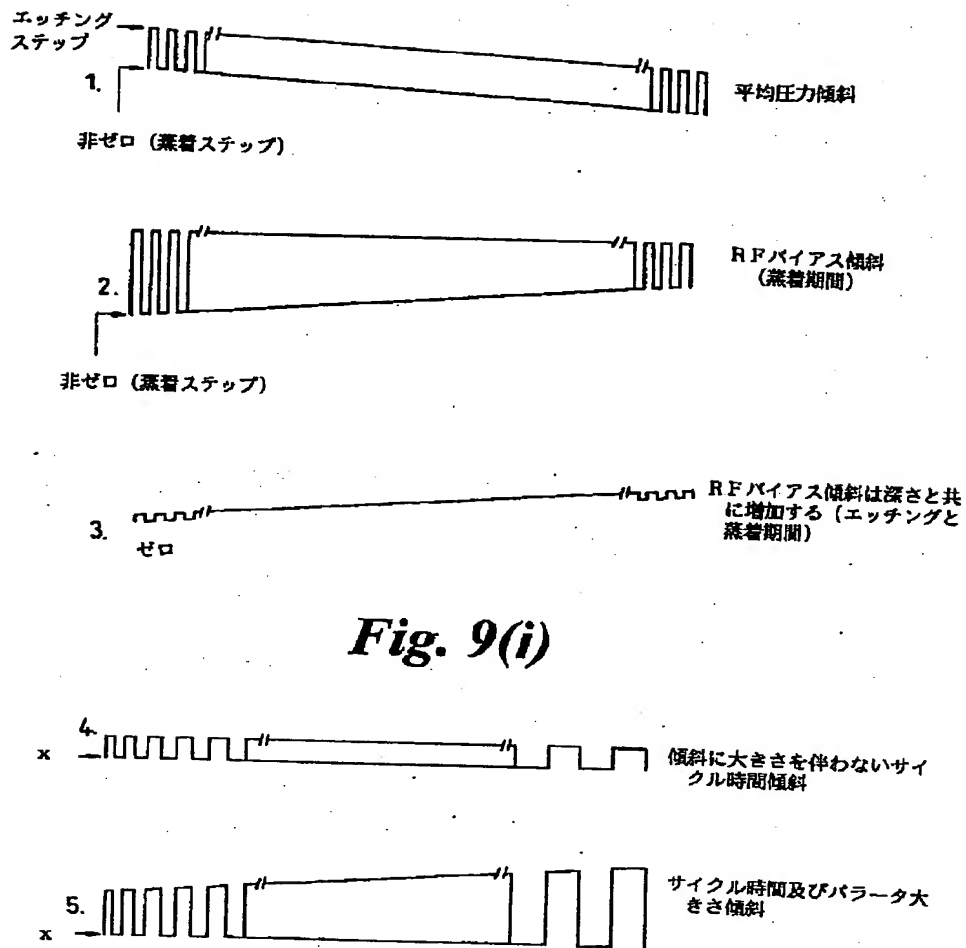 エッチング
ステップ
1.
平均圧力傾斜
非ゼロ (蒸着ステップ)
2.
RFバイアス傾斜
(蒸着期間)
非ゼロ (蒸着ステップ)
3.
ゼロ
RFバイアス傾斜は深さと共
に増加する (エッチングと
蒸着期間)
Fig. 9(i)
4.
x
傾斜に大きさを伴わないサイ
クル時間傾斜
5.
x
サイクル時間及びパラータ大
きさ傾斜